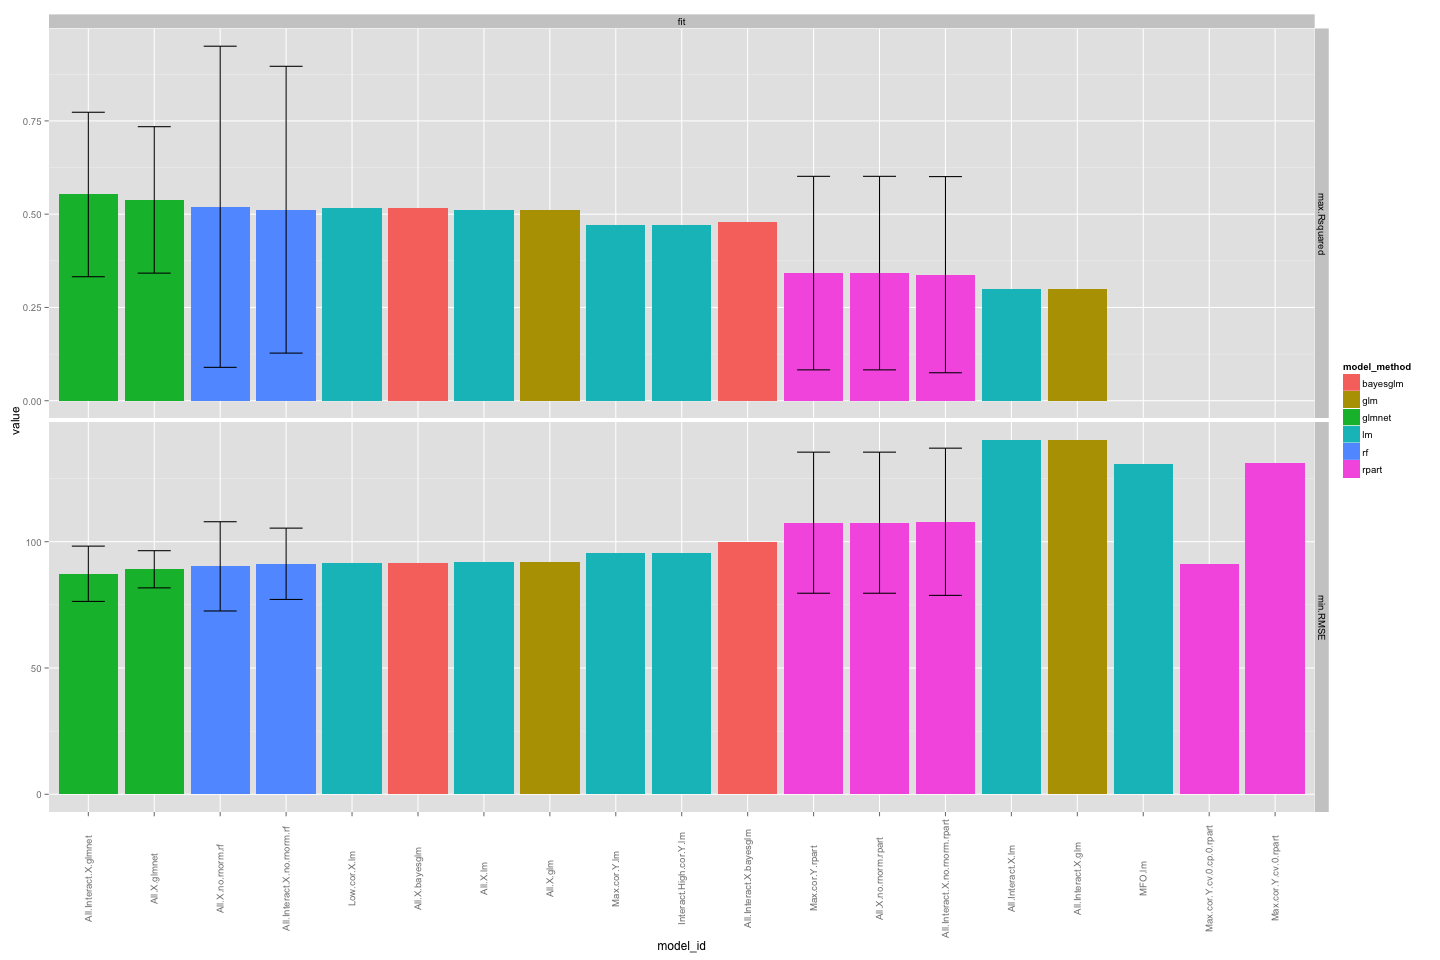 fit
0.75
0.50
0.25
0.00
max.Rsquared
value
100
50
0
min.RMSE
All.Interact.X.glmnet
All.X.glmnet
All.X.no.rnorm.rf
All.Interact.X.no.rnorm.rf
Low.cor.X.lm
All.X.bayesglm
All.X.lm
All.X.glm
Max.cor.Y.lm
Interact.High.cor.Y.lm
All.Interact.X.bayesglm
Max.cor.Y.rpart
All.X.no.rnorm.rpart
All.Interact.X.no.rnorm.rpart
All.Interact.X.lm
All.Interact.X.glm
MFO.lm
Max.cor.Y.cv.0.cp.0.rpart
Max.cor.Y.cv.0.rpart
model_id
model_method
bayesglm
glm
glmnet
lm
rf
rpart